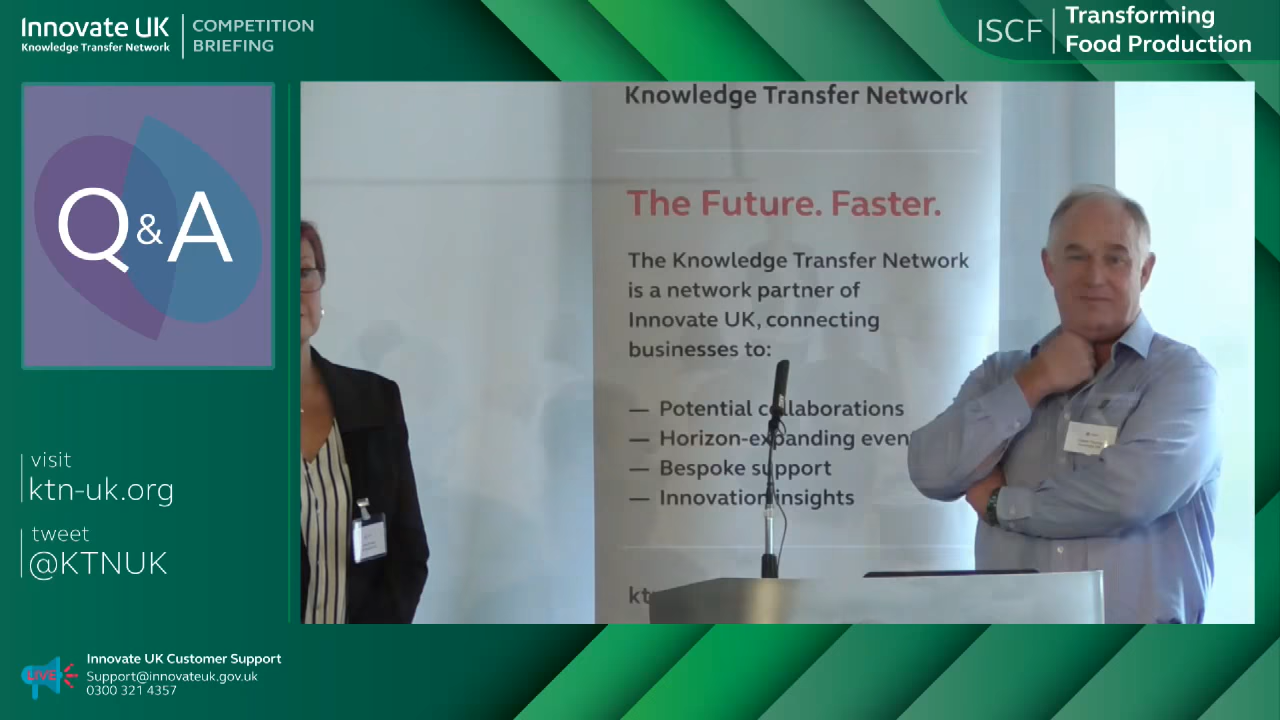 Innovate UK
Knowledge Transfer Network
COMPETITION
BRIEFING
ISCF
Transforming
Food Production
Q&A
visit
ktn-uk.org
tweet
@KTNUK
LIVE
Innovate UK Customer Support
Support@innovateuk.gov.uk
0300 321 4357
Knowledge Transfer Network
The Future. Faster.
The Knowledge Transfer Network
is a network partner of
Innovate UK, connecting
businesses to:
— Potential collaborations
— Horizon-expanding even
— Bespoke support
— Innovation insights
kt